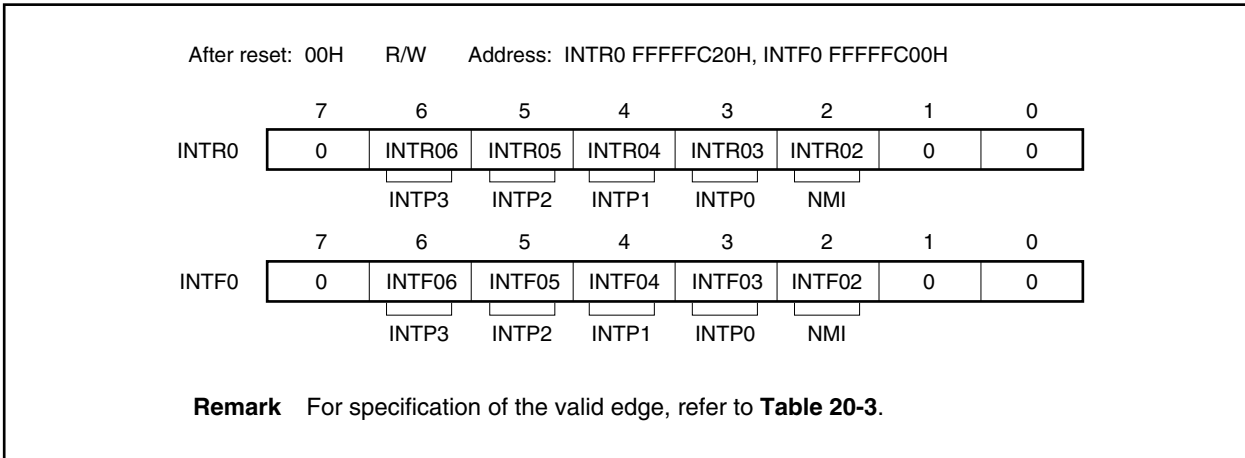 After reset: 00H R/W Address: INTR0 FFFFFC20H, INTF0 FFFFFC00H
7 6 5 4 3 2 1 0
INTR0 0 INTR06 INTR05 INTR04 INTR03 INTR02 0 0
INTP3 INTP2 INTP1 INTP0 NMI
7 6 5 4 3 2 1 0
INTF0 0 INTF06 INTF05 INTF04 INTF03 INTF02 0 0
INTP3 INTP2 INTP1 INTP0 NMI
Remark For specification of the valid edge, refer to Table 20-3.